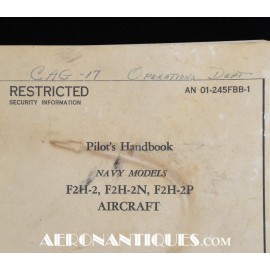 CAG-17 OPERATIONS DEPT
RESTRICTED AN 01-245FBB-1
SECURITY INFORMATION
Pilot's Handbook
NAVY MODELS
F2H-2, F2H-2N, F2H-2P
AIRCRAFT
AERONANTIQUES.COM